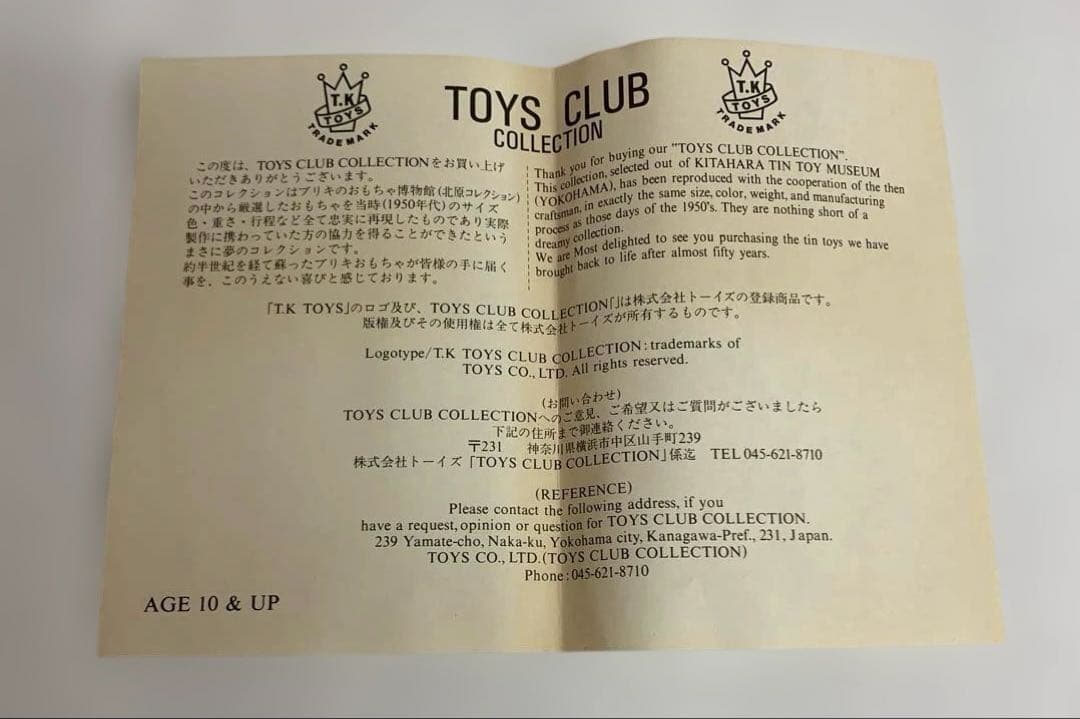 T.K
TOYS
TRADEMARK
TOYS CLUB
COLLECTION
T.K
TOYS
TRADEMARK
この度は、TOYS CLUB COLLECTIONをお買い上げ
いただきありがとうございます。
このコレクションはブリキのおもちゃ博物館(北原コレクション)
の中から厳選したおもちゃを当時(1950年代)のサイズ
色・重さ・行程など全て忠実に再現したものであり実際
製作に携わっていた方の協力を得ることができたという
まさに夢のコレクションです。
約半世紀を経て蘇ったブリキおもちゃが皆様の手に届く
事を、このうえない喜びと感じております。
Thank you for buying our "TOYS CLUB COLLECTION".
This collection, selected out of KITAHARA TIN TOY MUSEUM
(YOKOHAMA), has been reproduced with the cooperation of the then
craftsman, in exactly the same size, color, weight, and manufacturing
process as those days of the 1950's. They are nothing short of a
dreamy collection.
We are Most delighted to see you purchasing the tin toys we have
brought back to life after almost fifty years.
「T.K TOYS」のロゴ及び、TOYS CLUB COLLECTION「」は株式会社トーイズの登録商品です。
版権及びその使用権は全て株式会社トーイズが所有するものです。
Logotype/T.K TOYS CLUB COLLECTION: trademarks of
TOYS CO., LTD. All rights reserved.
(お問い合わせ)
TOYS CLUB COLLECTIONへのご意見、ご希望又はご質問がございましたら
下記の住所まで御連絡ください。
〒231 神奈川県横浜市中区山手町239
株式会社トーイズ「TOYS CLUB COLLECTION」係迄 TEL 045-621-8710
(REFERENCE)
Please contact the following address, if you
have a request, opinion or question for TOYS CLUB COLLECTION.
239 Yamate-cho, Naka-ku, Yokohama city, Kanagawa-Pref., 231, Japan.
TOYS CO., LTD. (TOYS CLUB COLLECTION)
Phone: 045-621-8710
AGE 10 & UP